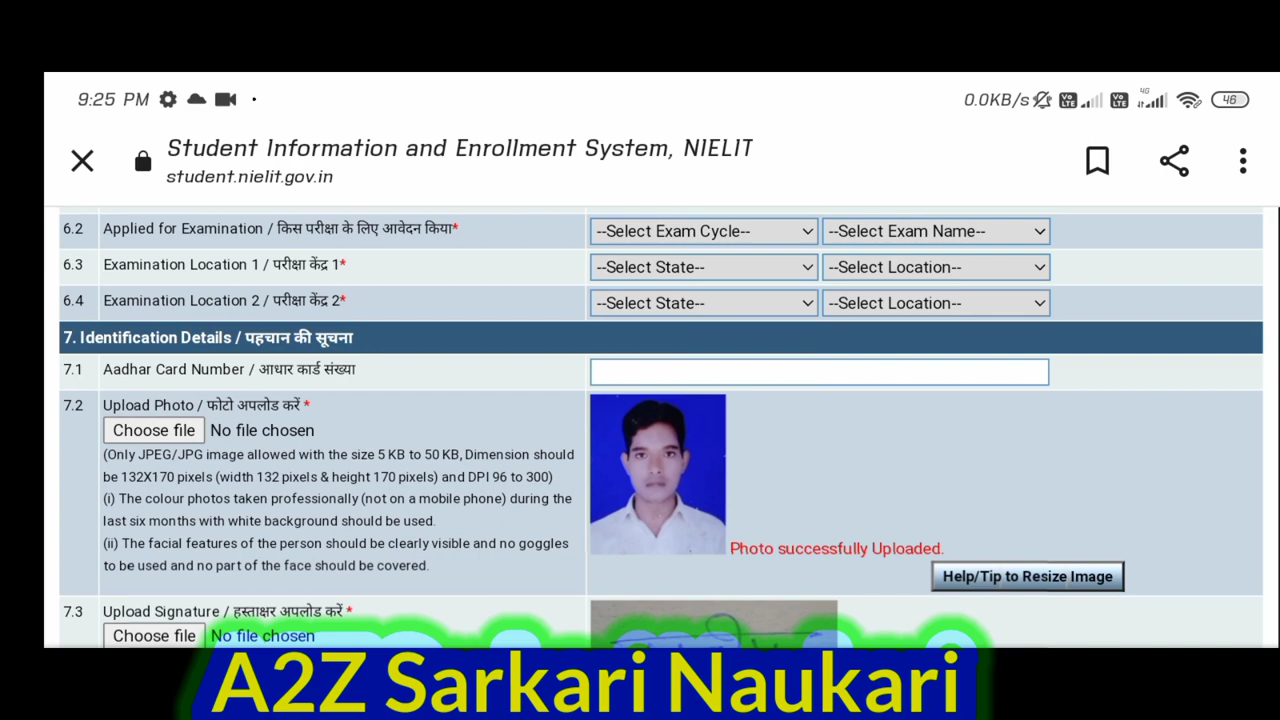 9:25 PM
0.0KB/s
Vo LTE
Vo LTE
4G
46
Student Information and Enrollment System, NIELIT
student.nielit.gov.in
6.2 Applied for Examination / किस परीक्षा के लिए आवेदन किया* --Select Exam Cycle-- --Select Exam Name--
6.3 Examination Location 1 / परीक्षा केंद्र 1* --Select State-- --Select Location--
6.4 Examination Location 2 / परीक्षा केंद्र 2* --Select State-- --Select Location--
7. Identification Details / पहचान की सूचना
7.1 Aadhar Card Number / आधार कार्ड संख्या
7.2 Upload Photo / फोटो अपलोड करें *
Choose file No file chosen
(Only JPEG/JPG image allowed with the size 5 KB to 50 KB, Dimension should
be 132X170 pixels (width 132 pixels & height 170 pixels) and DPI 96 to 300)
(i) The colour photos taken professionally (not on a mobile phone) during the
last six months with white background should be used.
(ii) The facial features of the person should be clearly visible and no goggles
to be used and no part of the face should be covered.
Photo successfully Uploaded.
Help/Tip to Resize Image
7.3 Upload Signature / हस्ताक्षर अपलोड करें *
Choose file No file chosen
A2Z Sarkari Naukari